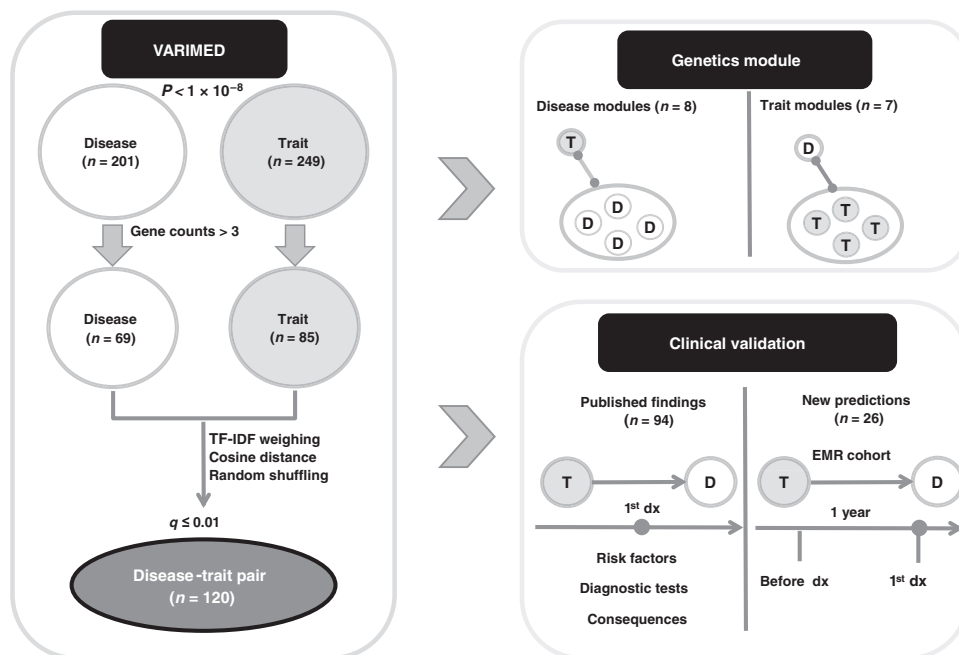 VARIMED
P < 1 × 10⁻⁸
Disease
(n = 201)
Trait
(n = 249)
Gene counts > 3
Disease
(n = 69)
Trait
(n = 85)
TF-IDF weighing
Cosine distance
Random shuffling
q ≤ 0.01
Disease-trait pair
(n = 120)
Genetics module
Disease modules (n = 8)
T
D
D
D
D
Trait modules (n = 7)
D
T
T
T
T
Clinical validation
Published findings
(n = 94)
T
D
1st dx
Risk factors
Diagnostic tests
Consequences
New predictions
(n = 26)
EMR cohort
T
D
1 year
Before dx
1st dx